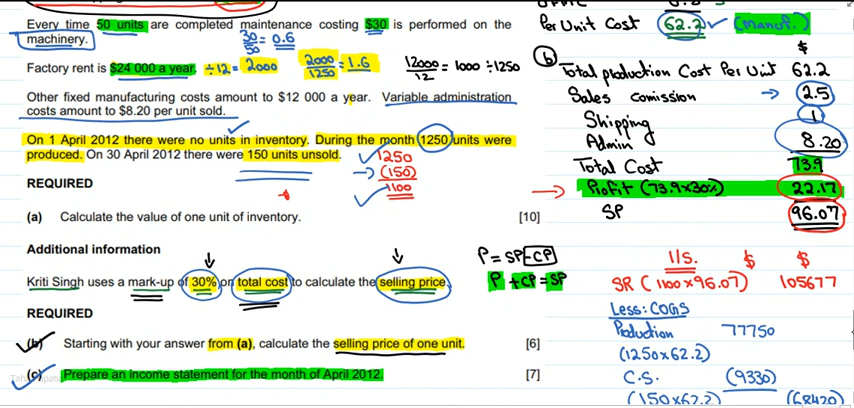 Every time 50 units are completed maintenance costing $30 is performed on the
machinery.
30/50 = 0.6
Factory rent is $24 000 a year. ÷12 = 2000
2000/1250 = 1.6
12000/12 = 1000 ÷ 1250
Other fixed manufacturing costs amount to $12 000 a year. Variable administration
costs amount to $8.20 per unit sold.
On 1 April 2012 there were no units in inventory. During the month 1250 units were
produced. On 30 April 2012 there were 150 units unsold.
1250
(150)
1100
REQUIRED
(a) Calculate the value of one unit of inventory. [10]
Additional information
Kriti Singh uses a mark-up of 30% on total cost to calculate the selling price.
REQUIRED
(b) Starting with your answer from (a), calculate the selling price of one unit. [6]
(c) Prepare an income statement for the month of April 2012. [7]
P = SP - CP
P + CP = SP
Per Unit Cost 62.2 (Manuf.)
(b) $
Total production Cost Per Unit 62.2
Sales Comission 2.5
Shipping 1
Admin 8.20
Total Cost 73.9
Profit (73.9x30%) 22.17
SP 96.07
I/S. $ $
SR (1100 x 96.07) 105677
Less: COGS
Production 77750
(1250 x 62.2)
C.S. (9330)
(150 x 62.2) (68420)